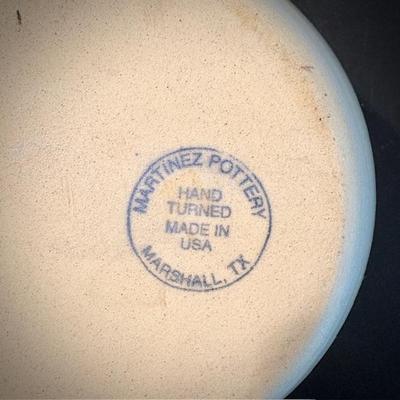 MARTINEZ POTTERY
HAND
TURNED
MADE IN
USA
MARSHALL, TX